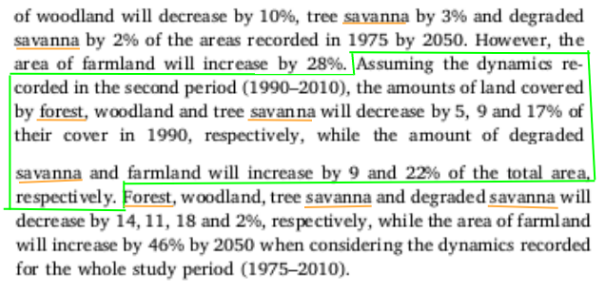 of woodland will decrease by 10%, tree savanna by 3% and degraded
savanna by 2% of the areas recorded in 1975 by 2050. However, the
area of farmland will increase by 28%. Assuming the dynamics re-
corded in the second period (1990–2010), the amounts of land covered
by forest, woodland and tree savanna will decrease by 5, 9 and 17% of
their cover in 1990, respectively, while the amount of degraded
savanna and farmland will increase by 9 and 22% of the total area,
respectively. Forest, woodland, tree savanna and degraded savanna will
decrease by 14, 11, 18 and 2%, respectively, while the area of farmland
will increase by 46% by 2050 when considering the dynamics recorded
for the whole study period (1975–2010).